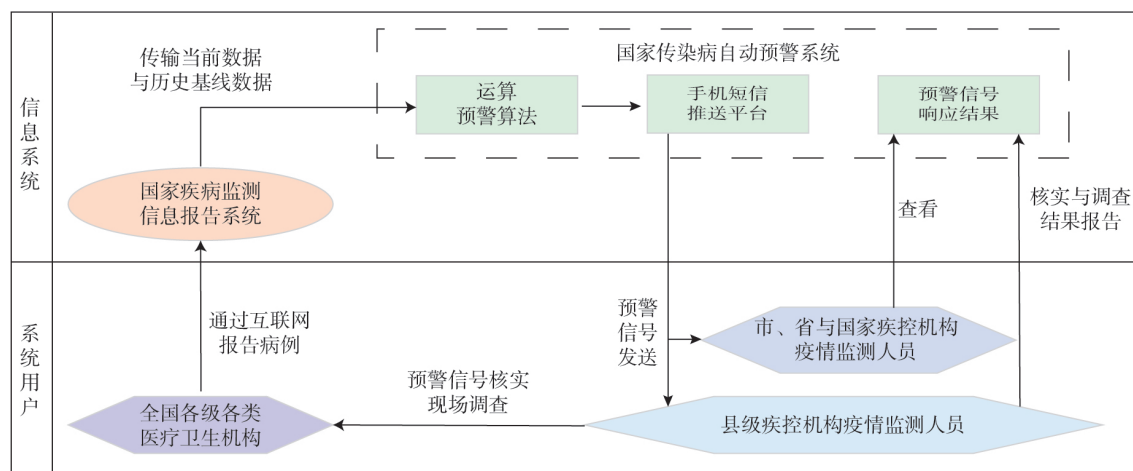 信息系统
传输当前数据
与历史基线数据
国家传染病自动预警系统
运算
预警算法
手机短信
推送平台
预警信号
响应结果
国家疾病监测
信息报告系统
查看
核实与调查
结果报告
系统用户
通过互联网
报告病例
预警
信号
发送
市、省与国家疾控机构
疫情监测人员
预警信号核实
现场调查
全国各级各类
医疗卫生机构
县级疾控机构疫情监测人员